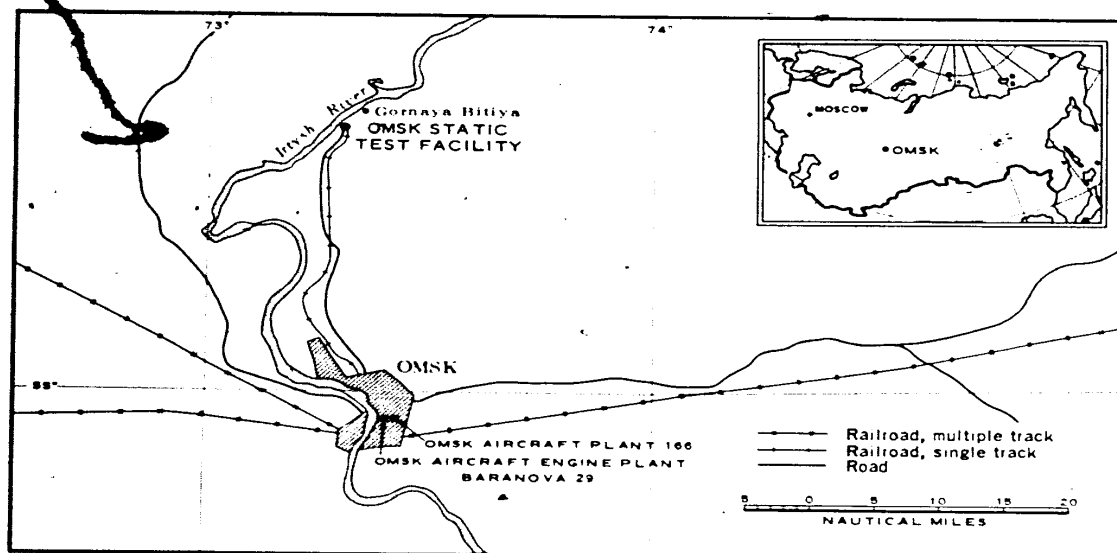 73°
74°
Irtysh River
Gornaya Bitiya
OMSK STATIC
TEST FACILITY
MOSCOW
OMSK
OMSK
55°
OMSK AIRCRAFT PLANT 166
OMSK AIRCRAFT ENGINE PLANT
BARANOVA 29
Railroad, multiple track
Railroad, single track
Road
5 0 5 10 15 20
NAUTICAL MILES